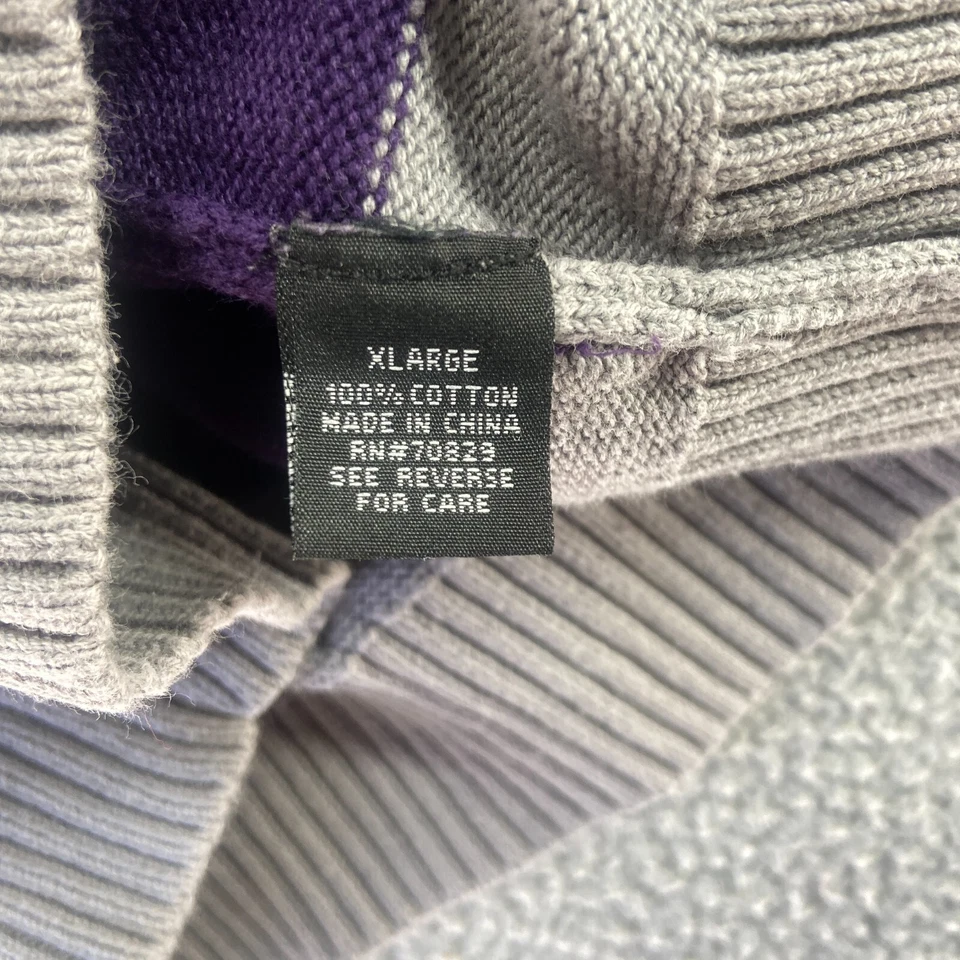 XLARGE
100% COTTON
MADE IN CHINA
RN#70829
SEE REVERSE
FOR CARE